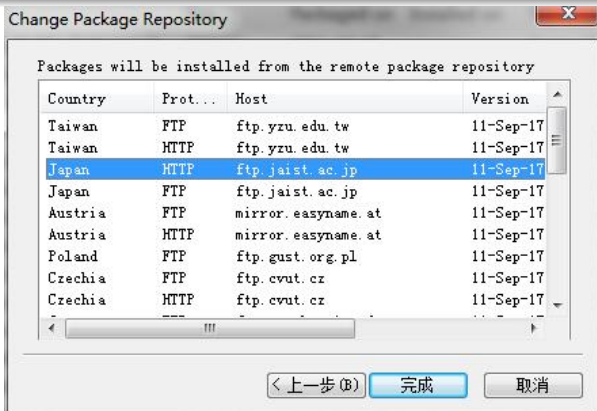 Change Package Repository
Packages will be installed from the remote package repository
Country Prot... Host Version
Taiwan FTP ftp.yzu.edu.tw 11-Sep-17
Taiwan HTTP ftp.yzu.edu.tw 11-Sep-17
Japan HTTP ftp.jaist.ac.jp 11-Sep-17
Japan FTP ftp.jaist.ac.jp 11-Sep-17
Austria FTP mirror.easyname.at 11-Sep-17
Austria HTTP mirror.easyname.at 11-Sep-17
Poland FTP ftp.gust.org.pl 11-Sep-17
Czechia FTP ftp.cvut.cz 11-Sep-17
Czechia HTTP ftp.cvut.cz 11-Sep-17
<上一步(B) 完成 取消